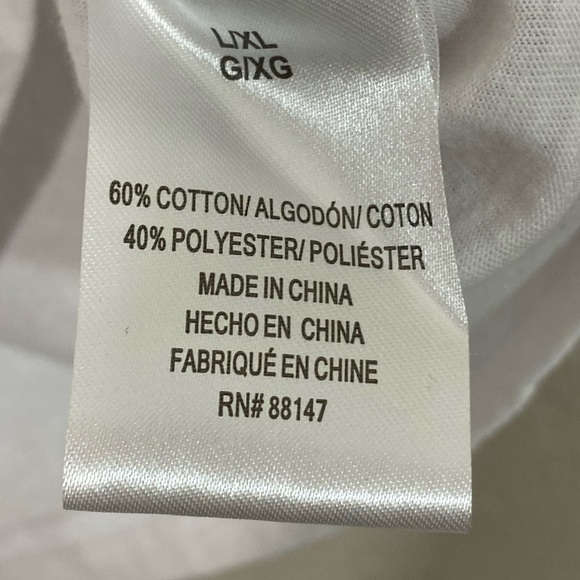 L/XL
G/XG
60% COTTON/ ALGODÓN/ COTON
40% POLYESTER/ POLIÉSTER
MADE IN CHINA
HECHO EN CHINA
FABRIQUÉ EN CHINE
RN# 88147